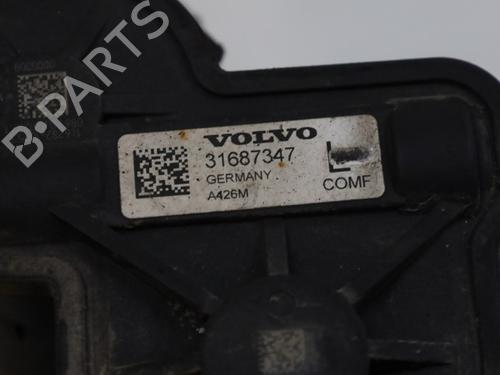 B-PARTS
VOLVO
31687347
L
GERMANY
COMF
A426M